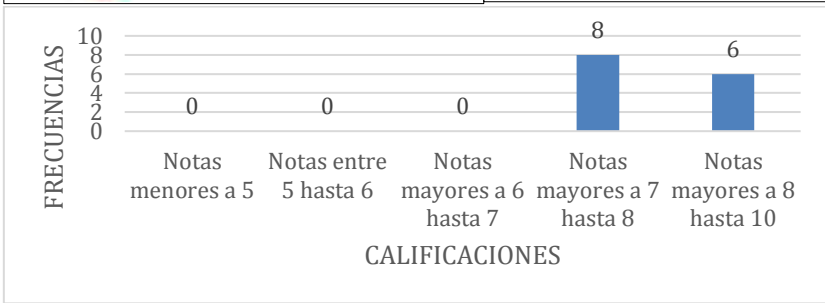 FRECUENCIAS
10
8
6
4
2
0
0
0
0
8
6
Notas
menores a 5
Notas entre
5 hasta 6
Notas
mayores a 6
hasta 7
Notas
mayores a 7
hasta 8
Notas
mayores a 8
hasta 10
CALIFICACIONES